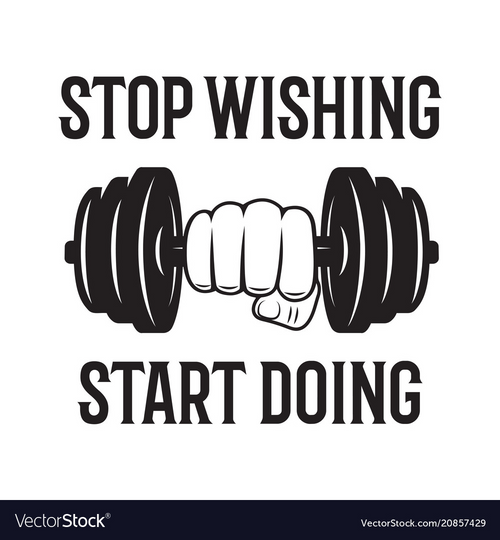 STOP WISHING
START DOING
VectorStock®
VectorStock.com/20857429